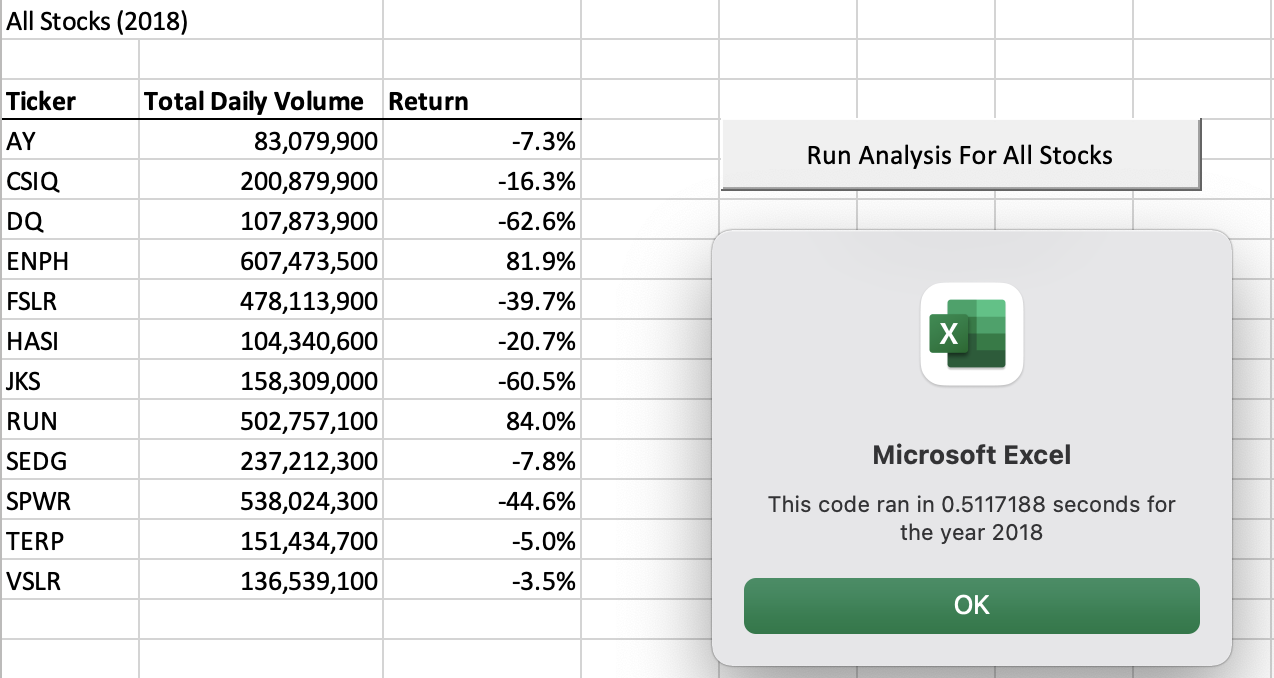 All Stocks (2018)
Ticker Total Daily Volume Return
AY 83,079,900 -7.3%
CSIQ 200,879,900 -16.3%
DQ 107,873,900 -62.6%
ENPH 607,473,500 81.9%
FSLR 478,113,900 -39.7%
HASI 104,340,600 -20.7%
JKS 158,309,000 -60.5%
RUN 502,757,100 84.0%
SEDG 237,212,300 -7.8%
SPWR 538,024,300 -44.6%
TERP 151,434,700 -5.0%
VSLR 136,539,100 -3.5%
Run Analysis For All Stocks
X
Microsoft Excel
This code ran in 0.5117188 seconds for
the year 2018
OK